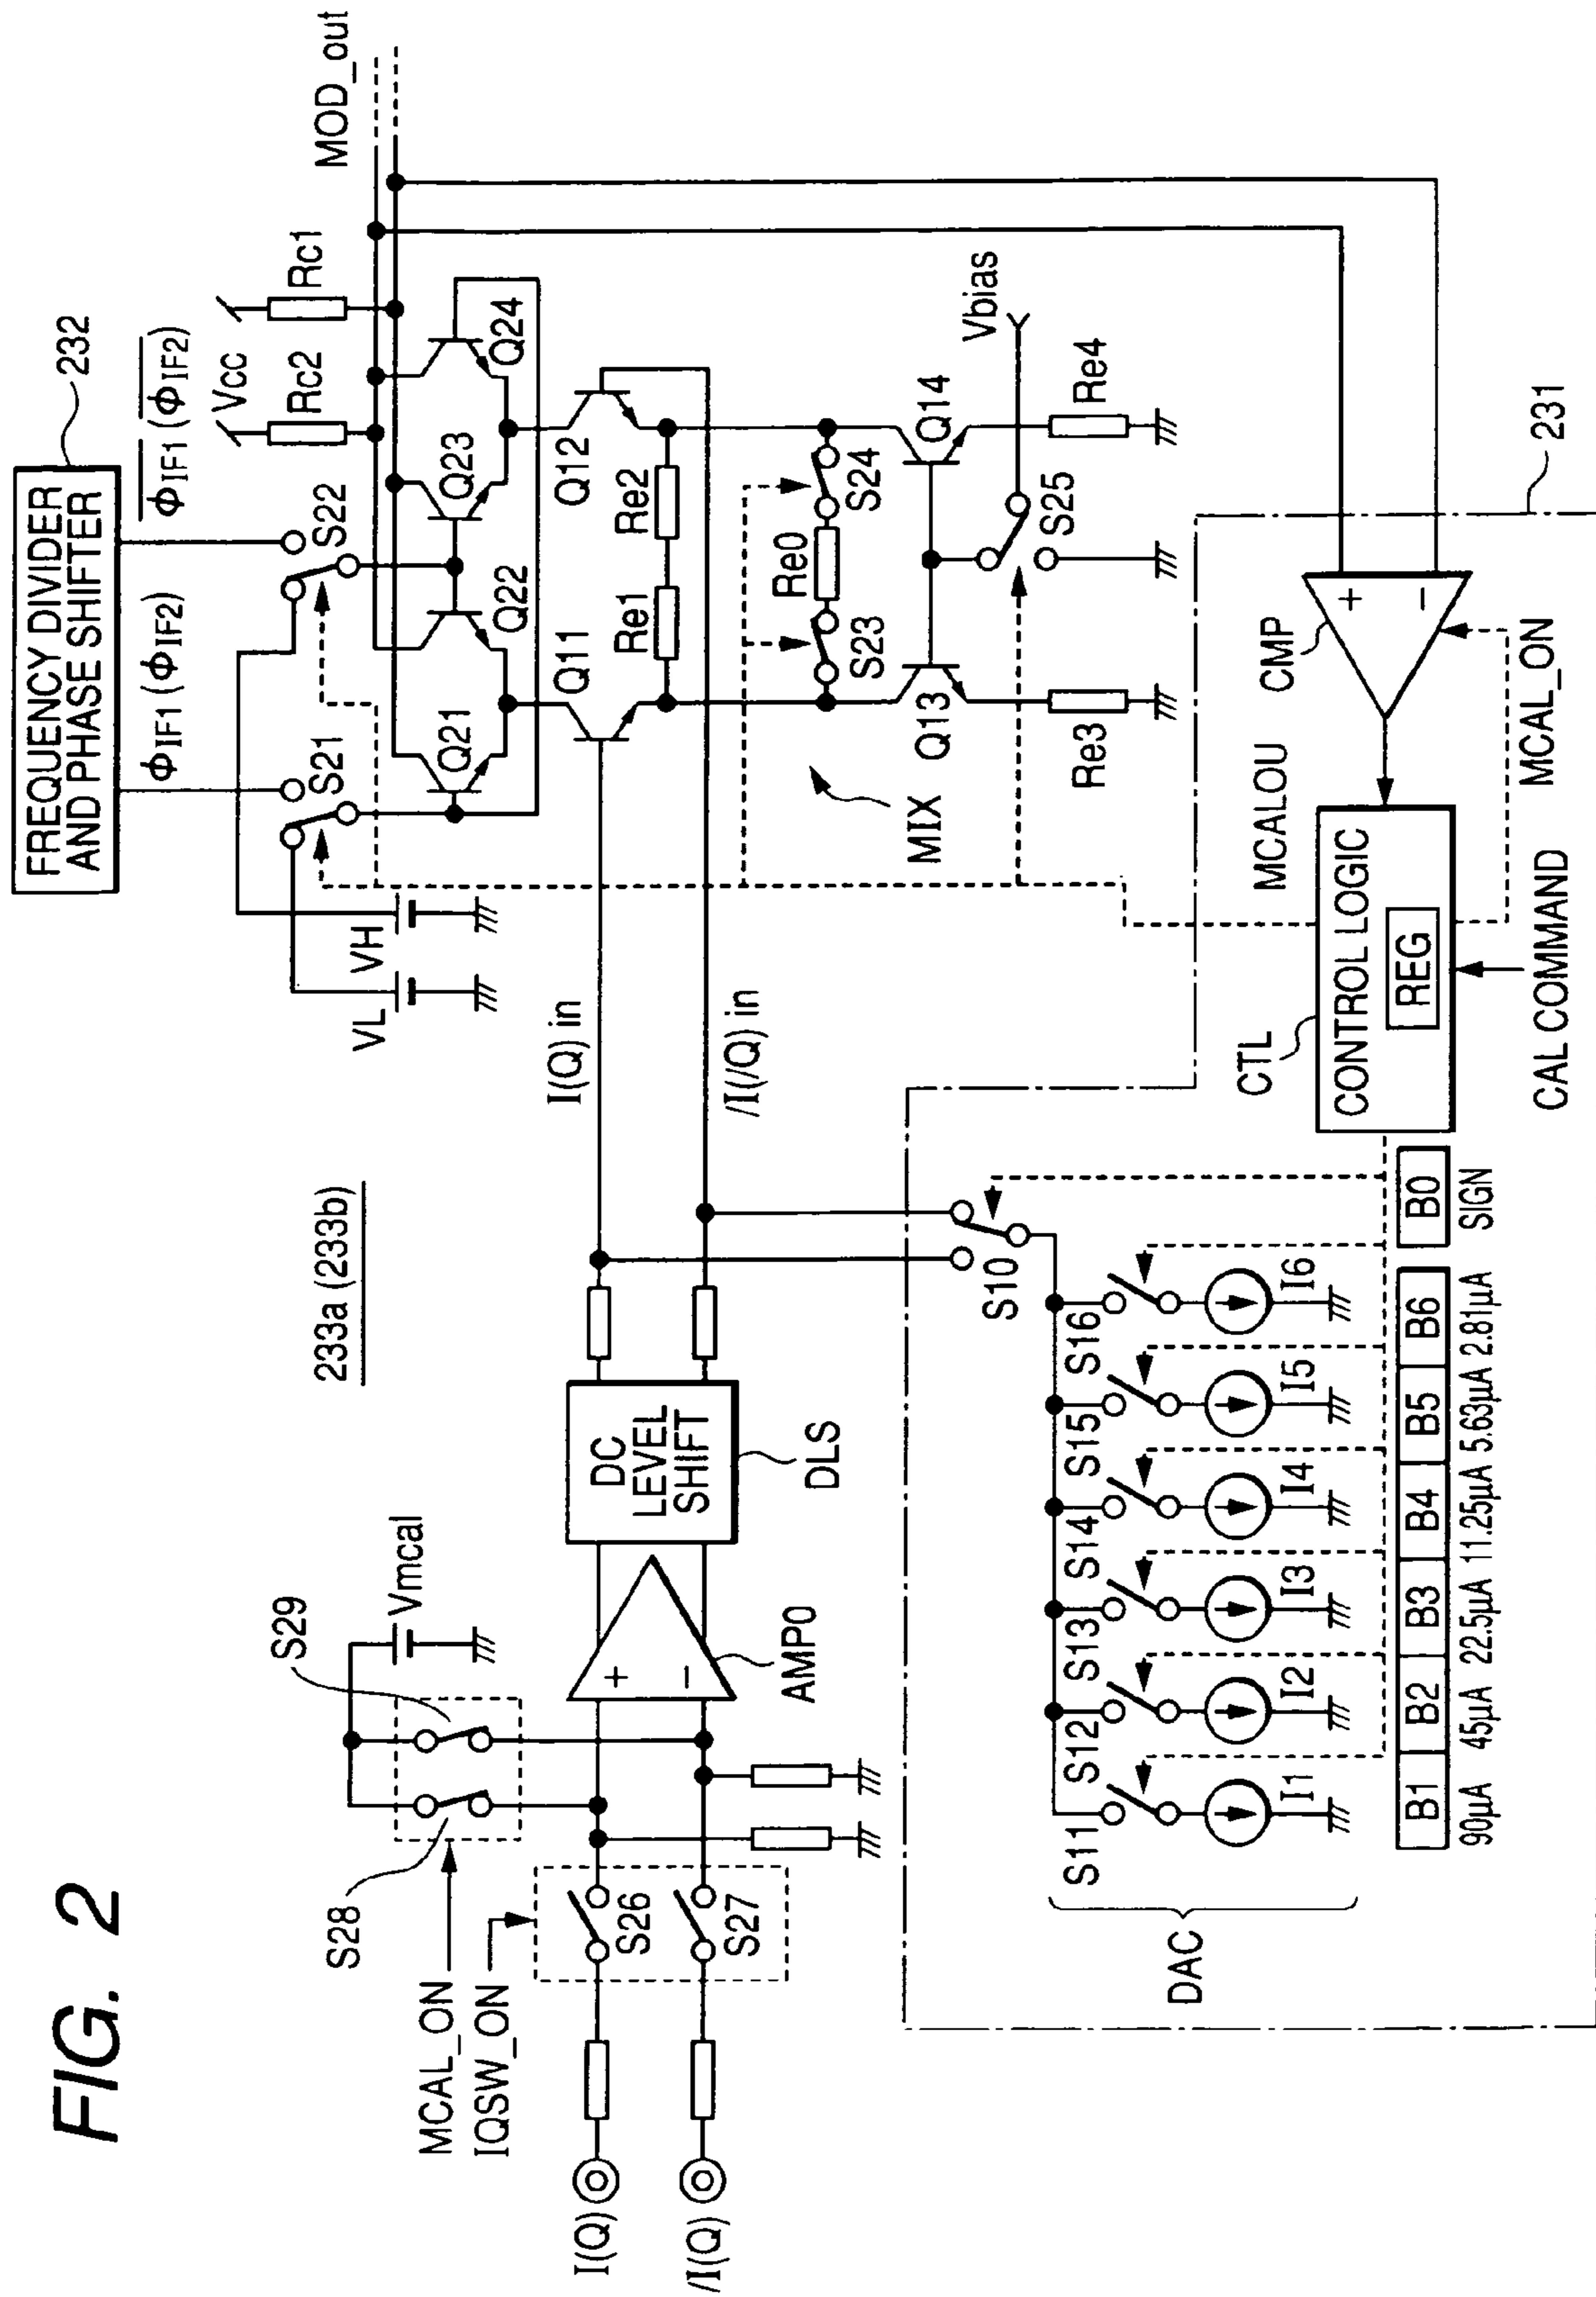 FIG. 2
233a (233b)
FREQUENCY DIVIDER
AND PHASE SHIFTER
232
ΦIF1 (ΦIF2)
ΦIF1 (ΦIF2)
MOD_out
Vcc
Rc2
Rc1
S21
S22
VL
VH
Q21
Q22
Q23
Q24
Q11
Q12
Re1
Re2
S23
Re0
S24
MIX
Q13
Q14
Vbias
S25
Re3
Re4
MCAL_ON
IQSW_ON
S28
S29
Vmcal
I(Q)
/I(Q)
S26
S27
+
−
AMP0
DC
LEVEL
SHIFT
DLS
I(Q) in
/I(/Q) in
231
S10
DAC
S11
S12
S13
S14
S15
S16
I1
I2
I3
I4
I5
I6
B1
B2
B3
B4
B5
B6
B0
90μA
45μA
22.5μA
11.25μA
5.63μA
2.81μA
SIGN
CTL
CONTROL LOGIC
REG
CAL COMMAND
MCALOU
MCAL_ON
CMP
+
−